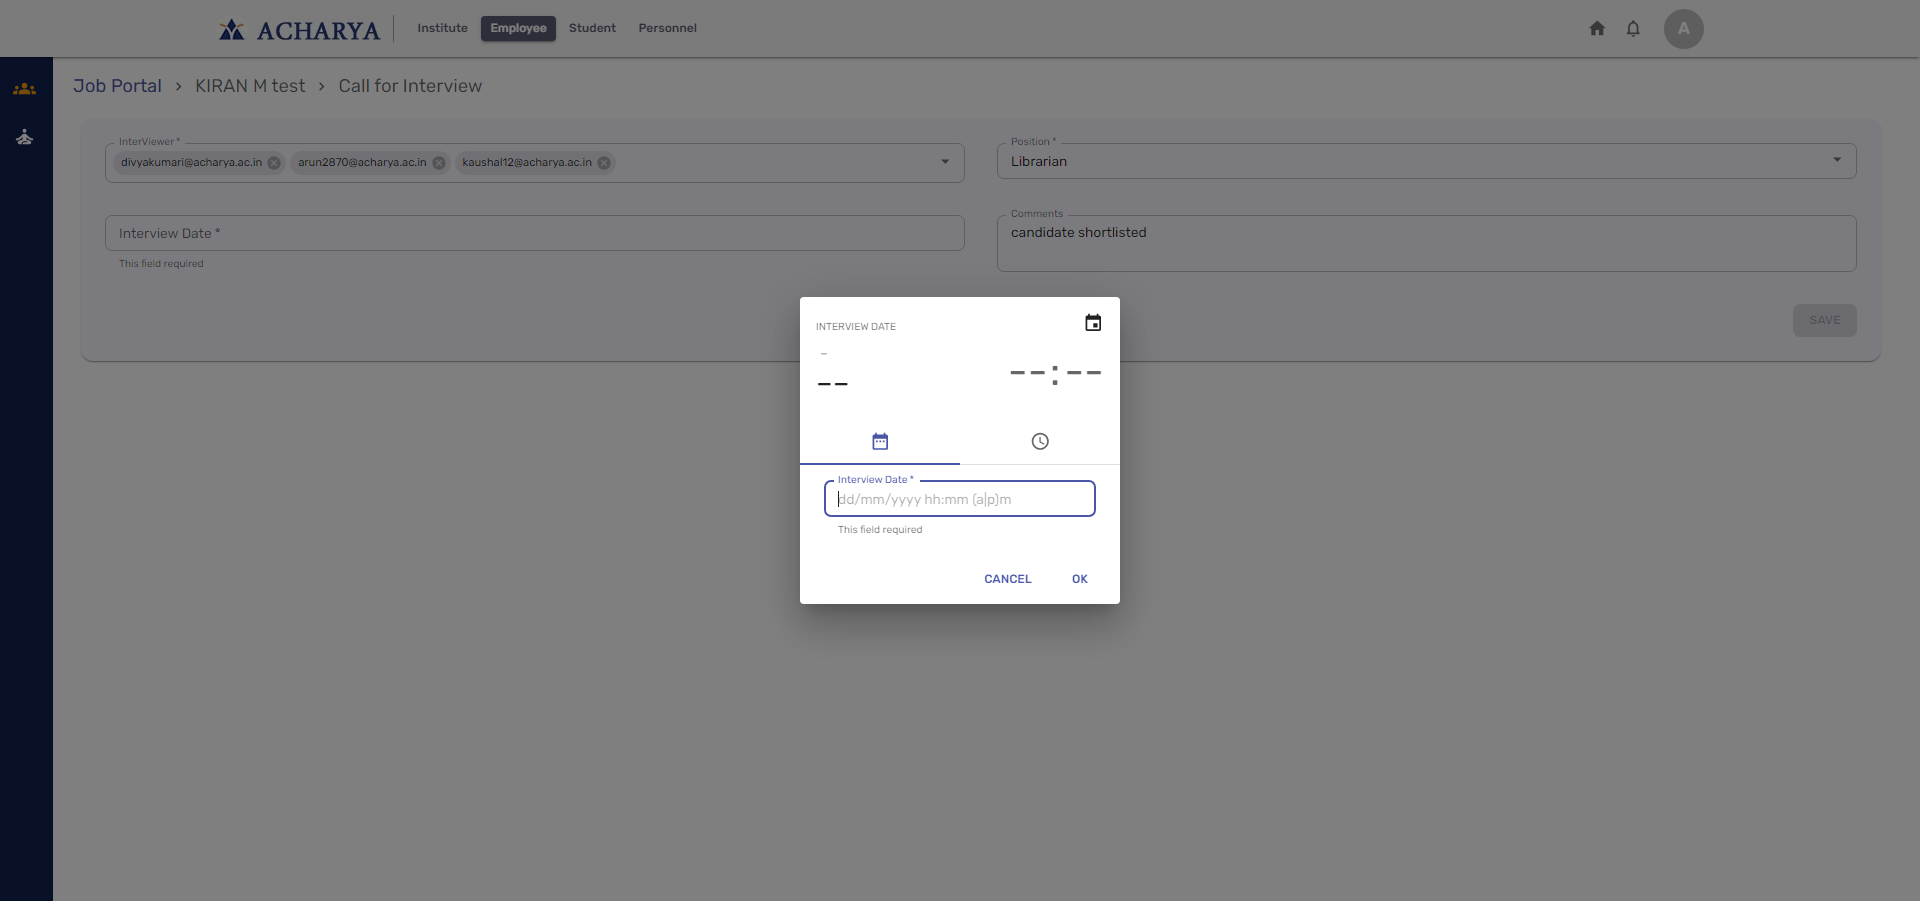 ACHARYA
Institute
Employee
Student
Personnel
A
Job Portal › KIRAN M test › Call for Interview
InterViewer *
divyakumari@acharya.ac.in
arun2870@acharya.ac.in
kaushal12@acharya.ac.in
Position *
Librarian
Interview Date *
This field required
Comments
candidate shortlisted
SAVE
INTERVIEW DATE
–
––
––:––
Interview Date *
dd/mm/yyyy hh:mm (a|p)m
This field required
CANCEL
OK